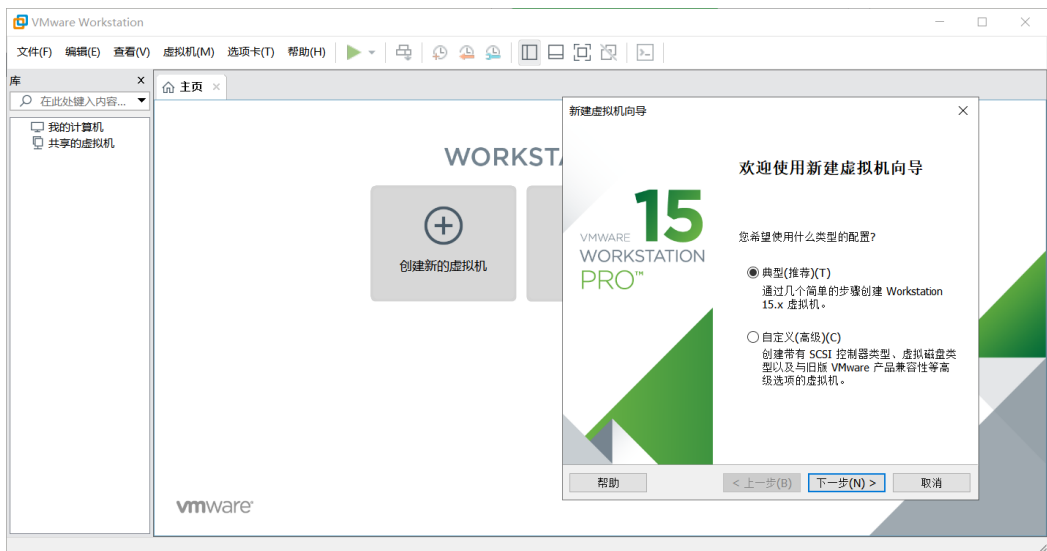 VMware Workstation
文件(F) 编辑(E) 查看(V) 虚拟机(M) 选项卡(T) 帮助(H)
库
在此处键入内容...
我的计算机
共享的虚拟机
主页
WORKST
创建新的虚拟机
vmware
新建虚拟机向导
VMWARE 15
WORKSTATION
PRO™
欢迎使用新建虚拟机向导
您希望使用什么类型的配置?
典型(推荐)(T)
通过几个简单的步骤创建 Workstation
15.x 虚拟机。
自定义(高级)(C)
创建带有 SCSI 控制器类型、虚拟磁盘类
型以及与旧版 VMware 产品兼容性等高
级选项的虚拟机。
帮助 < 上一步(B) 下一步(N) > 取消